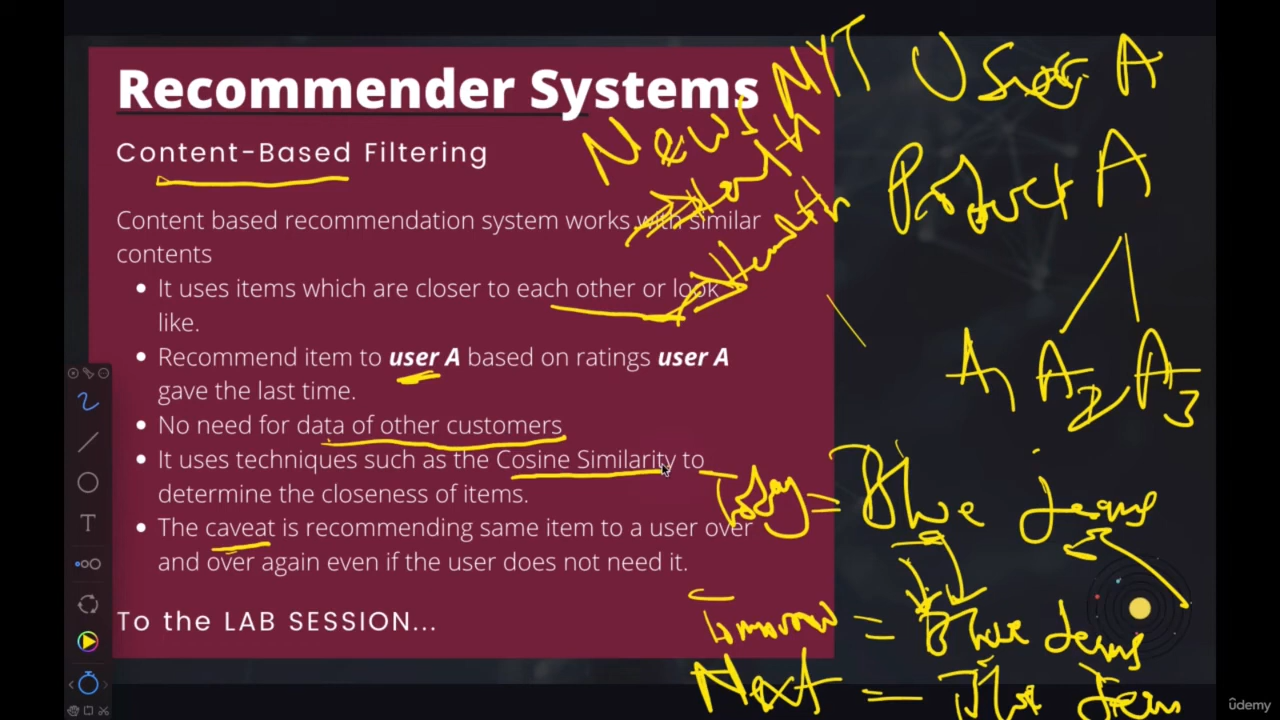 Recommender Systems
Content-Based Filtering
Content based recommendation system works with similar
contents
• It uses items which are closer to each other or look
like.
• Recommend item to user A based on ratings user A
gave the last time.
• No need for data of other customers
• It uses techniques such as the Cosine Similarity to
determine the closeness of items.
• The caveat is recommending same item to a user over
and over again even if the user does not need it.
To the LAB SESSION...
News NYT
Health
Health
User A
Product A
A1 A2 A3
Today = Blue jeans
Tomorrow = Blue Jeans
Next = Blue Jean
T
ûdemy